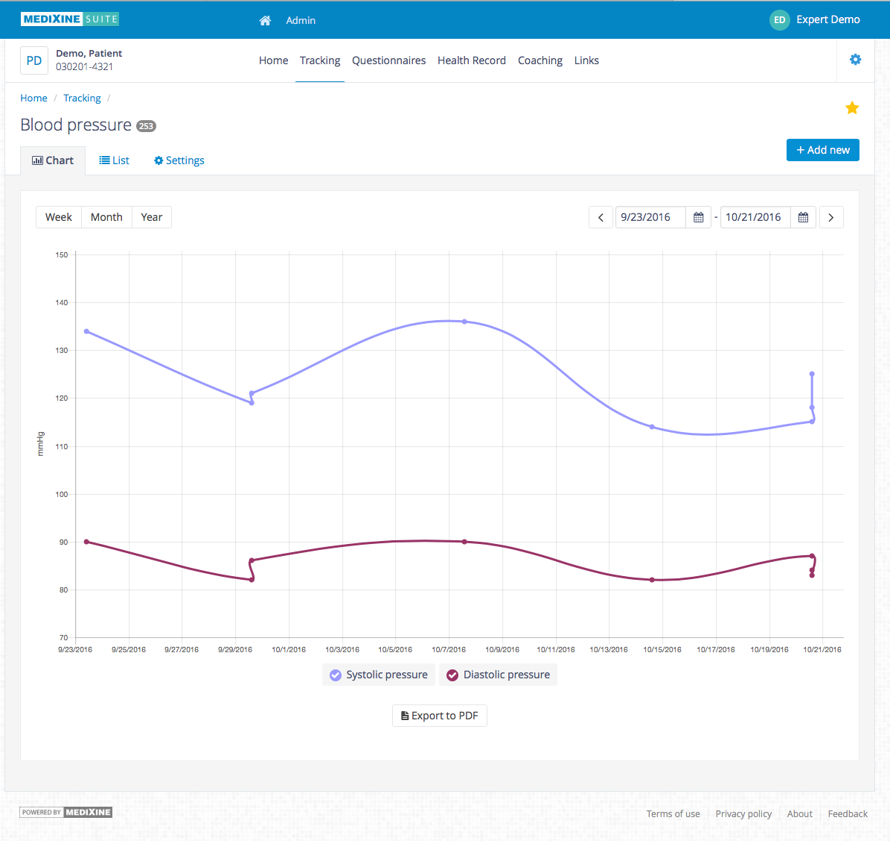 MEDIXINE SUITE
Admin
ED Expert Demo
PD
Demo, Patient
030201-4321
Home Tracking Questionnaires Health Record Coaching Links
Home / Tracking /
Blood pressure 253
+ Add new
Chart List Settings
Week Month Year
9/23/2016 - 10/21/2016
150
140
130
120
110
100
90
80
70
mmHg
9/23/2016 9/25/2016 9/27/2016 9/29/2016 10/1/2016 10/3/2016 10/5/2016 10/7/2016 10/9/2016 10/11/2016 10/13/2016 10/15/2016 10/17/2016 10/19/2016 10/21/2016
Systolic pressure Diastolic pressure
Export to PDF
POWERED BY MEDIXINE
Terms of use Privacy policy About Feedback